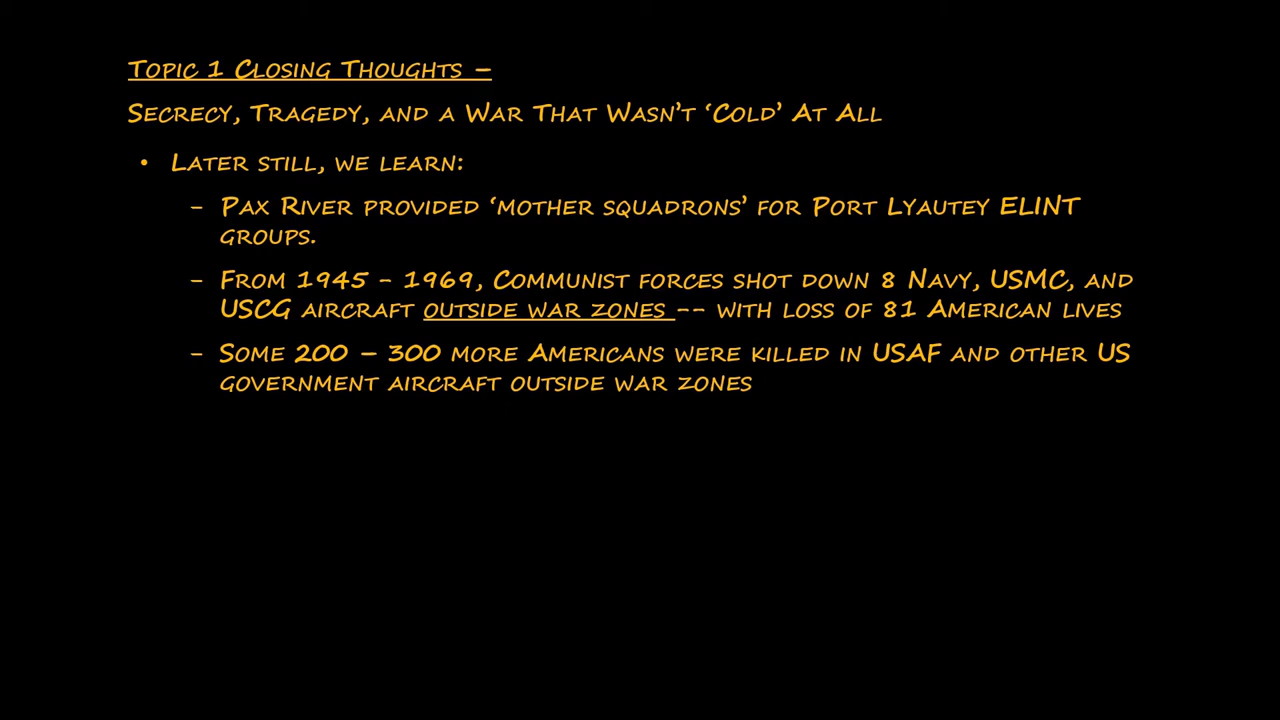 Topic 1 Closing Thoughts –
Secrecy, Tragedy, and a War That Wasn’t ‘Cold’ At All
• Later still, we learn:
– Pax River provided ‘mother squadrons’ for Port Lyautey ELINT
groups.
– From 1945 - 1969, Communist forces shot down 8 Navy, USMC, and
USCG aircraft outside war zones -- with loss of 81 American lives
– Some 200 – 300 more Americans were killed in USAF and other US
government aircraft outside war zones